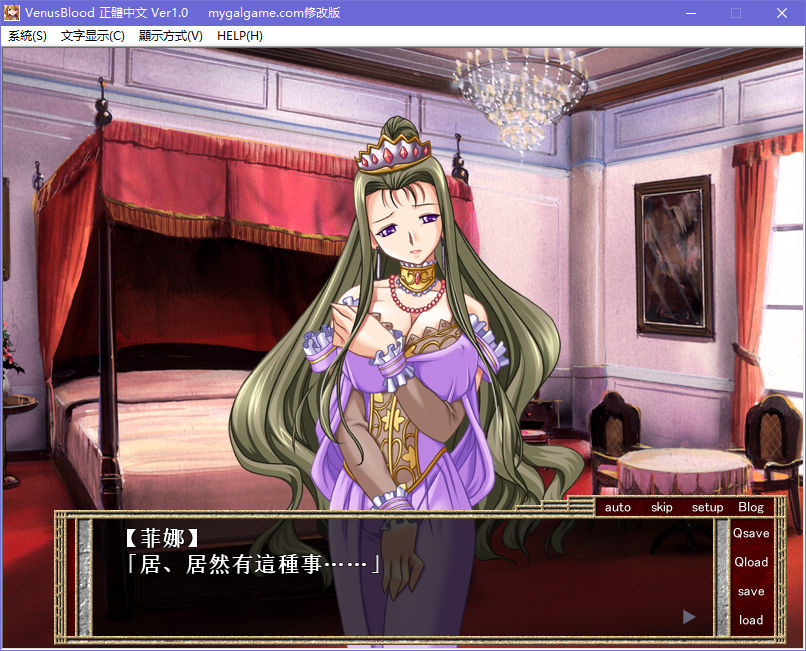 VenusBlood 正體中文 Ver1.0 mygalgame.com修改版
系統(S) 文字显示(C) 顯示方式(V) HELP(H)
auto skip setup Blog
【菲娜】
「居、居然有這種事……」
Qsave
Qload
save
load